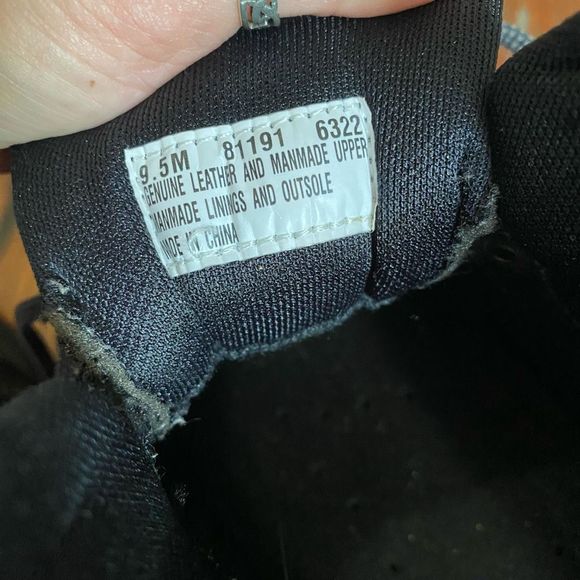 9.5M 81191 6322
GENUINE LEATHER AND MANMADE UPPER
MANMADE LININGS AND OUTSOLE
MADE IN CHINA